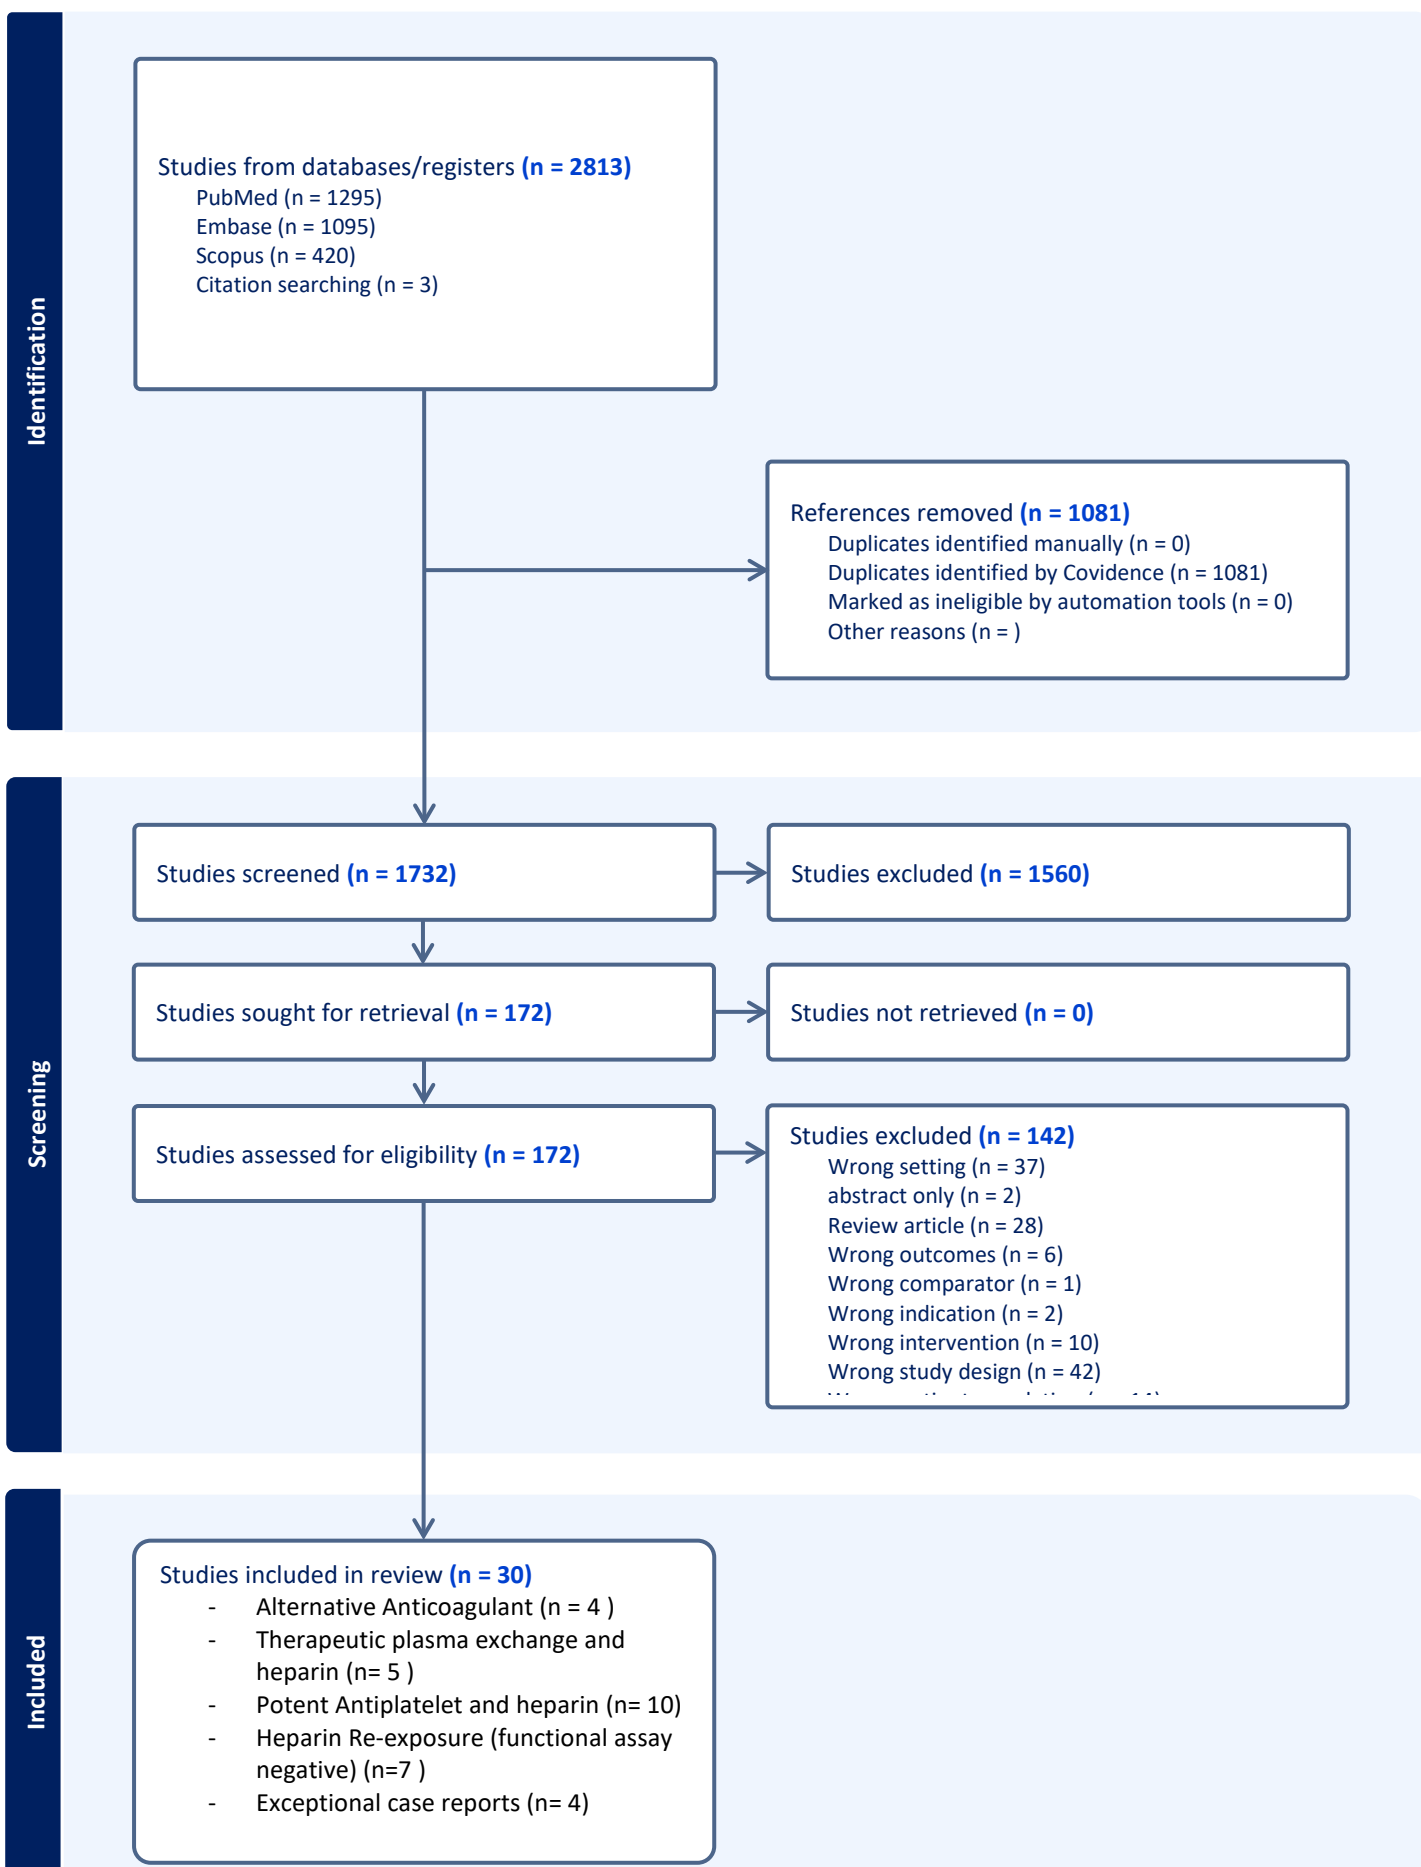 Identification
Studies from databases/registers (n = 2813)
PubMed (n = 1295)
Embase (n = 1095)
Scopus (n = 420)
Citation searching (n = 3)
References removed (n = 1081)
Duplicates identified manually (n = 0)
Duplicates identified by Covidence (n = 1081)
Marked as ineligible by automation tools (n = 0)
Other reasons (n = )
Screening
Studies screened (n = 1732)
Studies excluded (n = 1560)
Studies sought for retrieval (n = 172)
Studies not retrieved (n = 0)
Studies assessed for eligibility (n = 172)
Studies excluded (n = 142)
Wrong setting (n = 37)
abstract only (n = 2)
Review article (n = 28)
Wrong outcomes (n = 6)
Wrong comparator (n = 1)
Wrong indication (n = 2)
Wrong intervention (n = 10)
Wrong study design (n = 42)
Included
Studies included in review (n = 30)
- Alternative Anticoagulant (n = 4 )
- Therapeutic plasma exchange and
heparin (n= 5 )
- Potent Antiplatelet and heparin (n= 10)
- Heparin Re-exposure (functional assay
negative) (n=7 )
- Exceptional case reports (n= 4)